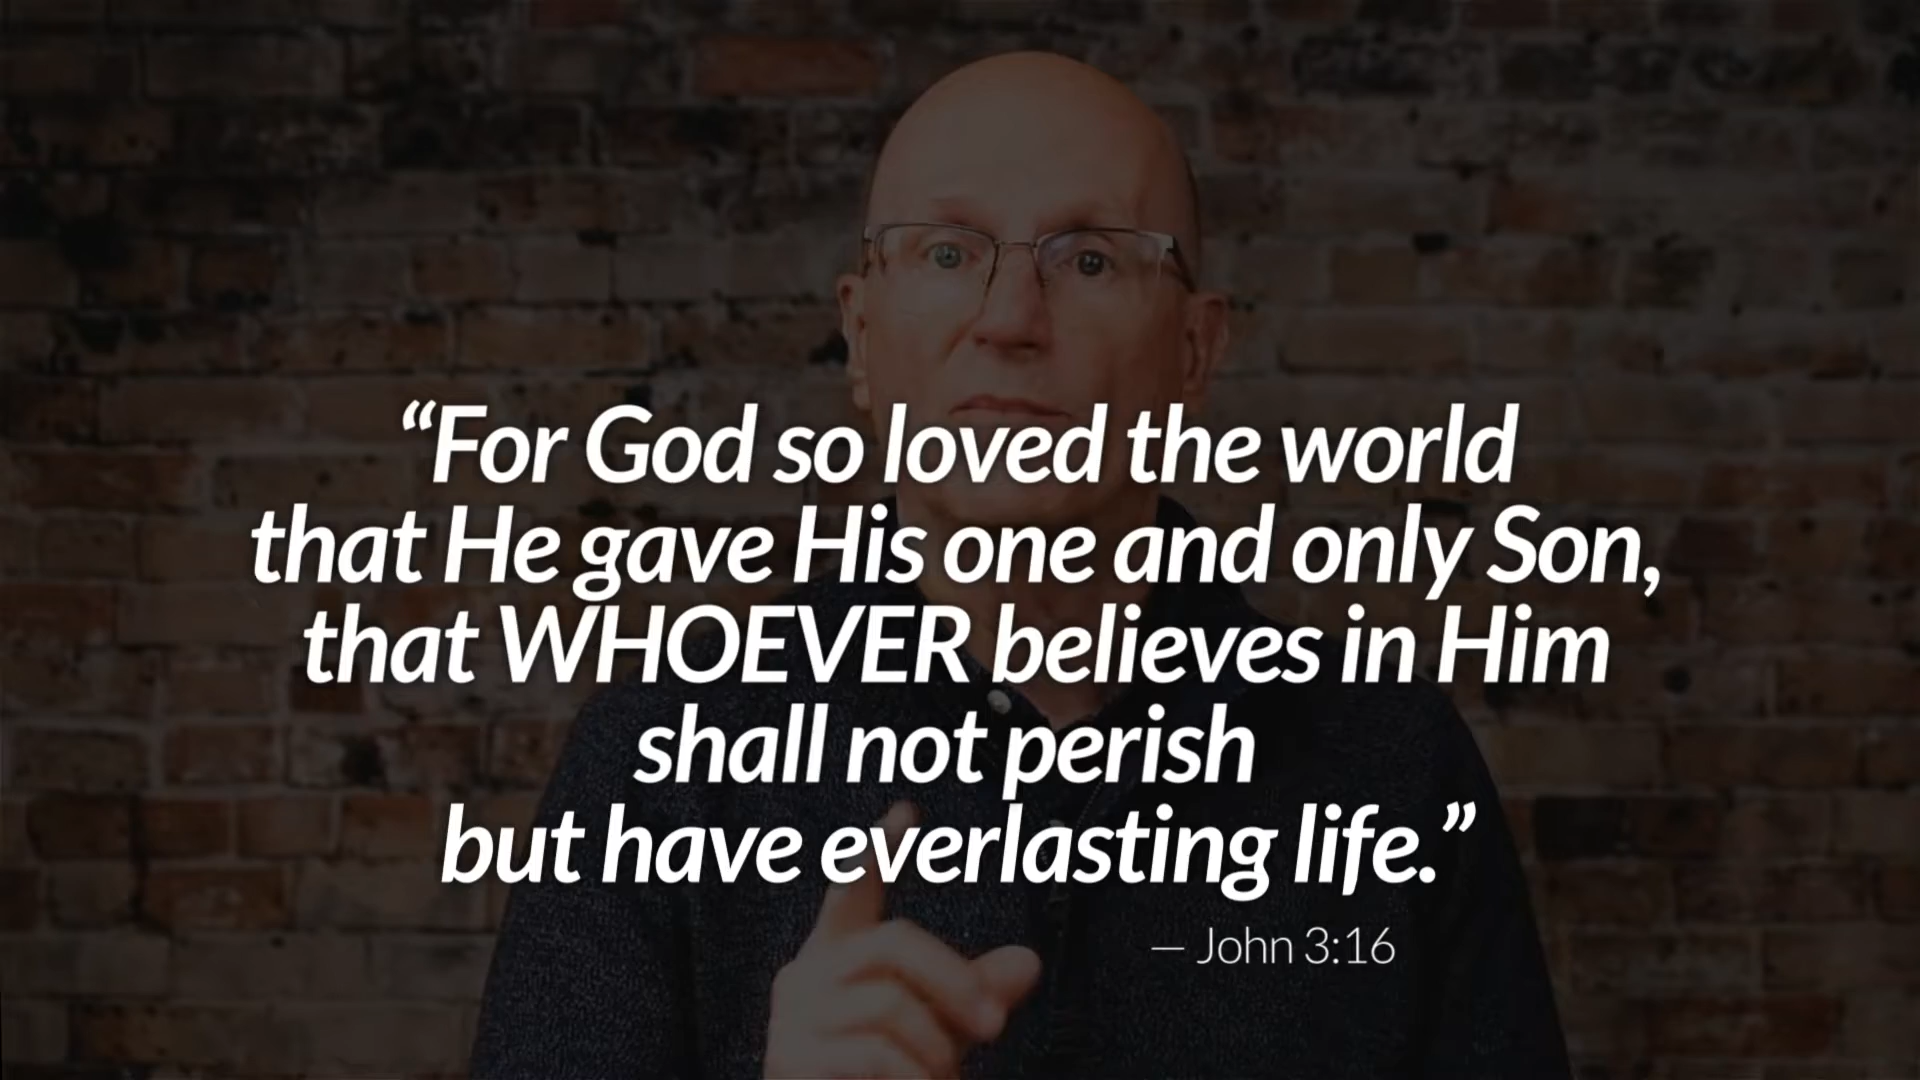 “For God so loved the world
that He gave His one and only Son,
that WHOEVER believes in Him
shall not perish
but have everlasting life.”
— John 3:16